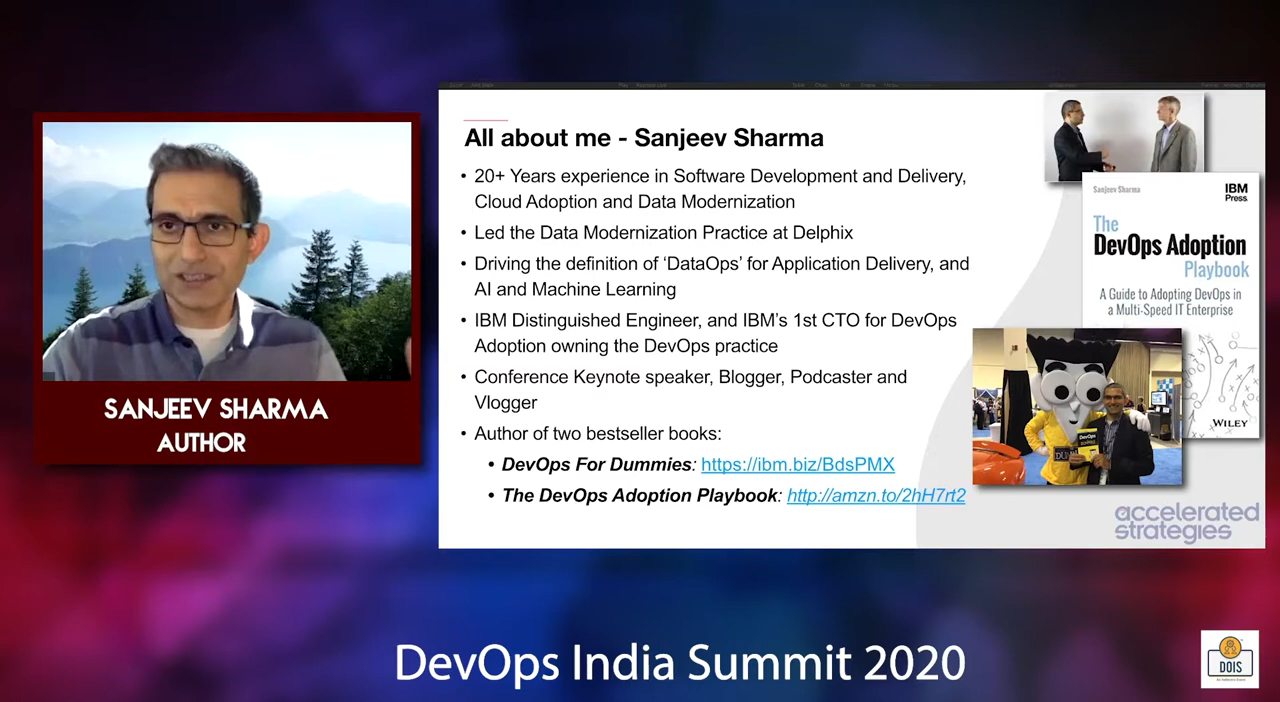 All about me - Sanjeev Sharma
• 20+ Years experience in Software Development and Delivery,
Cloud Adoption and Data Modernization
• Led the Data Modernization Practice at Delphix
• Driving the definition of ‘DataOps’ for Application Delivery, and
AI and Machine Learning
• IBM Distinguished Engineer, and IBM’s 1st CTO for DevOps
Adoption owning the DevOps practice
• Conference Keynote speaker, Blogger, Podcaster and
Vlogger
• Author of two bestseller books:
• DevOps For Dummies: https://ibm.biz/BdsPMX
• The DevOps Adoption Playbook: http://amzn.to/2hH7rt2
Sanjeev Sharma
IBM
Press
The
DevOps Adoption
Playbook
A Guide to Adopting DevOps in
a Multi-Speed IT Enterprise
WILEY
DevOps
accelerated
strategies
SANJEEV SHARMA
AUTHOR
DevOps India Summit 2020
DOIS